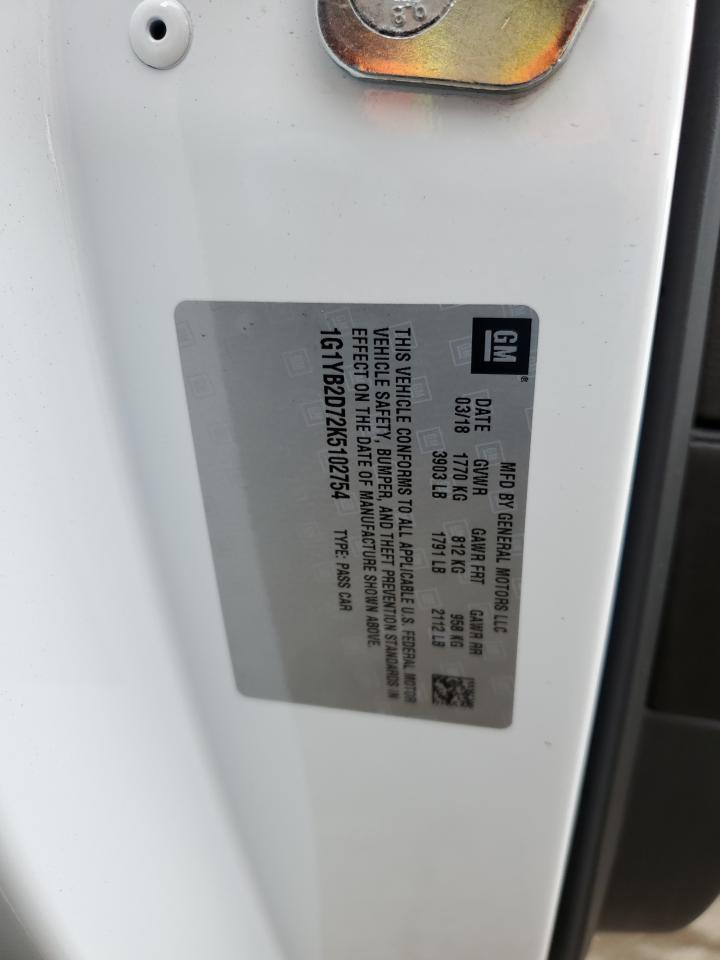 GM
MFD BY GENERAL MOTORS LLC
DATE GVWR GAWR FRT GAWR RR
03/18 1770 KG 812 KG 958 KG
3903 LB 1791 LB 2112 LB
THIS VEHICLE CONFORMS TO ALL APPLICABLE U.S. FEDERAL MOTOR
VEHICLE SAFETY, BUMPER, AND THEFT PREVENTION STANDARDS IN
EFFECT ON THE DATE OF MANUFACTURE SHOWN ABOVE.
1G1YB2D72K5102754 TYPE: PASS CAR